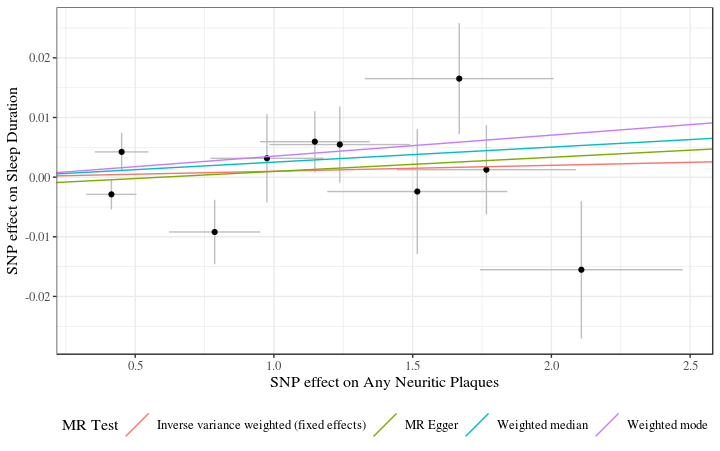 SNP effect on Sleep Duration
0.02
0.01
0.00
-0.01
-0.02
0.5 1.0 1.5 2.0 2.5
SNP effect on Any Neuritic Plaques
MR Test Inverse variance weighted (fixed effects) MR Egger Weighted median Weighted mode